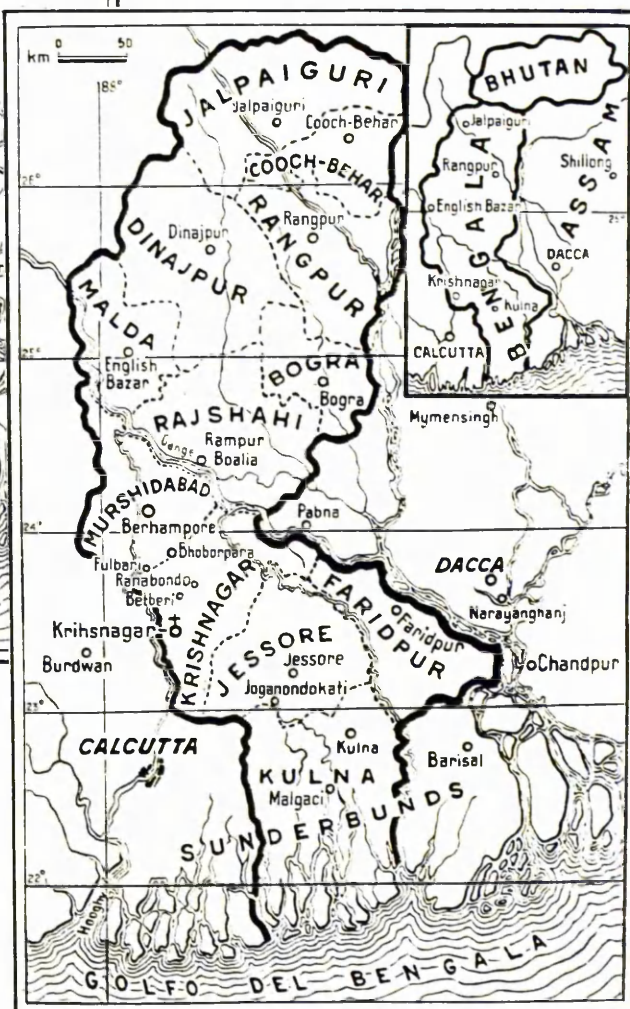 km 0 50
188°
JALPAIGURI
Jalpaiguri
Cooch-Behar
COOCH-BEHAR
26°
RANGPUR
Rangpur
Dinajpur
DINAJPUR
MALDA
25°
English
Bazar
BOGRA
Bogra
RAJSHAHI
Gange
Rampur
Boalia
MURSHIDABAD
Berhampore
24°
Pabna
Mymensingh
Bhoborpara
Fulbari
Ranabondo
Betberi
DACCA
Narayanghanj
FARIDPUR
Faridpur
Krihsnagar
KRISHNAGAR
Burdwan
JESSORE
Jessore
Joganondokati
Chandpur
23°
CALCUTTA
Kulna
Barisal
KULNA
Malgaci
SUNDERBUNDS
22°
Hoogly
GOLFO DEL BENGALA
BHUTAN
Jalpaiguri
Rangpur
Shillong
English Bazar
25°
BENGALA
ASSAM
DACCA
Krishnagar
Kulna
CALCUTTA